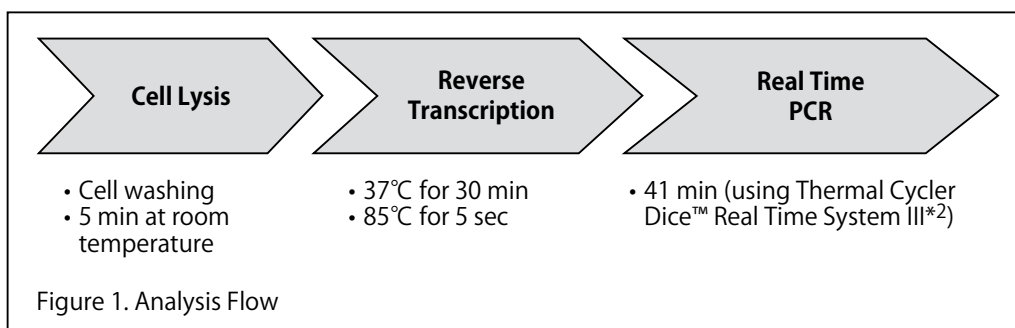 Cell Lysis
• Cell washing
• 5 min at room
temperature
Reverse
Transcription
• 37℃ for 30 min
• 85℃ for 5 sec
Real Time
PCR
• 41 min (using Thermal Cycler
Dice™ Real Time System III*2)
Figure 1. Analysis Flow